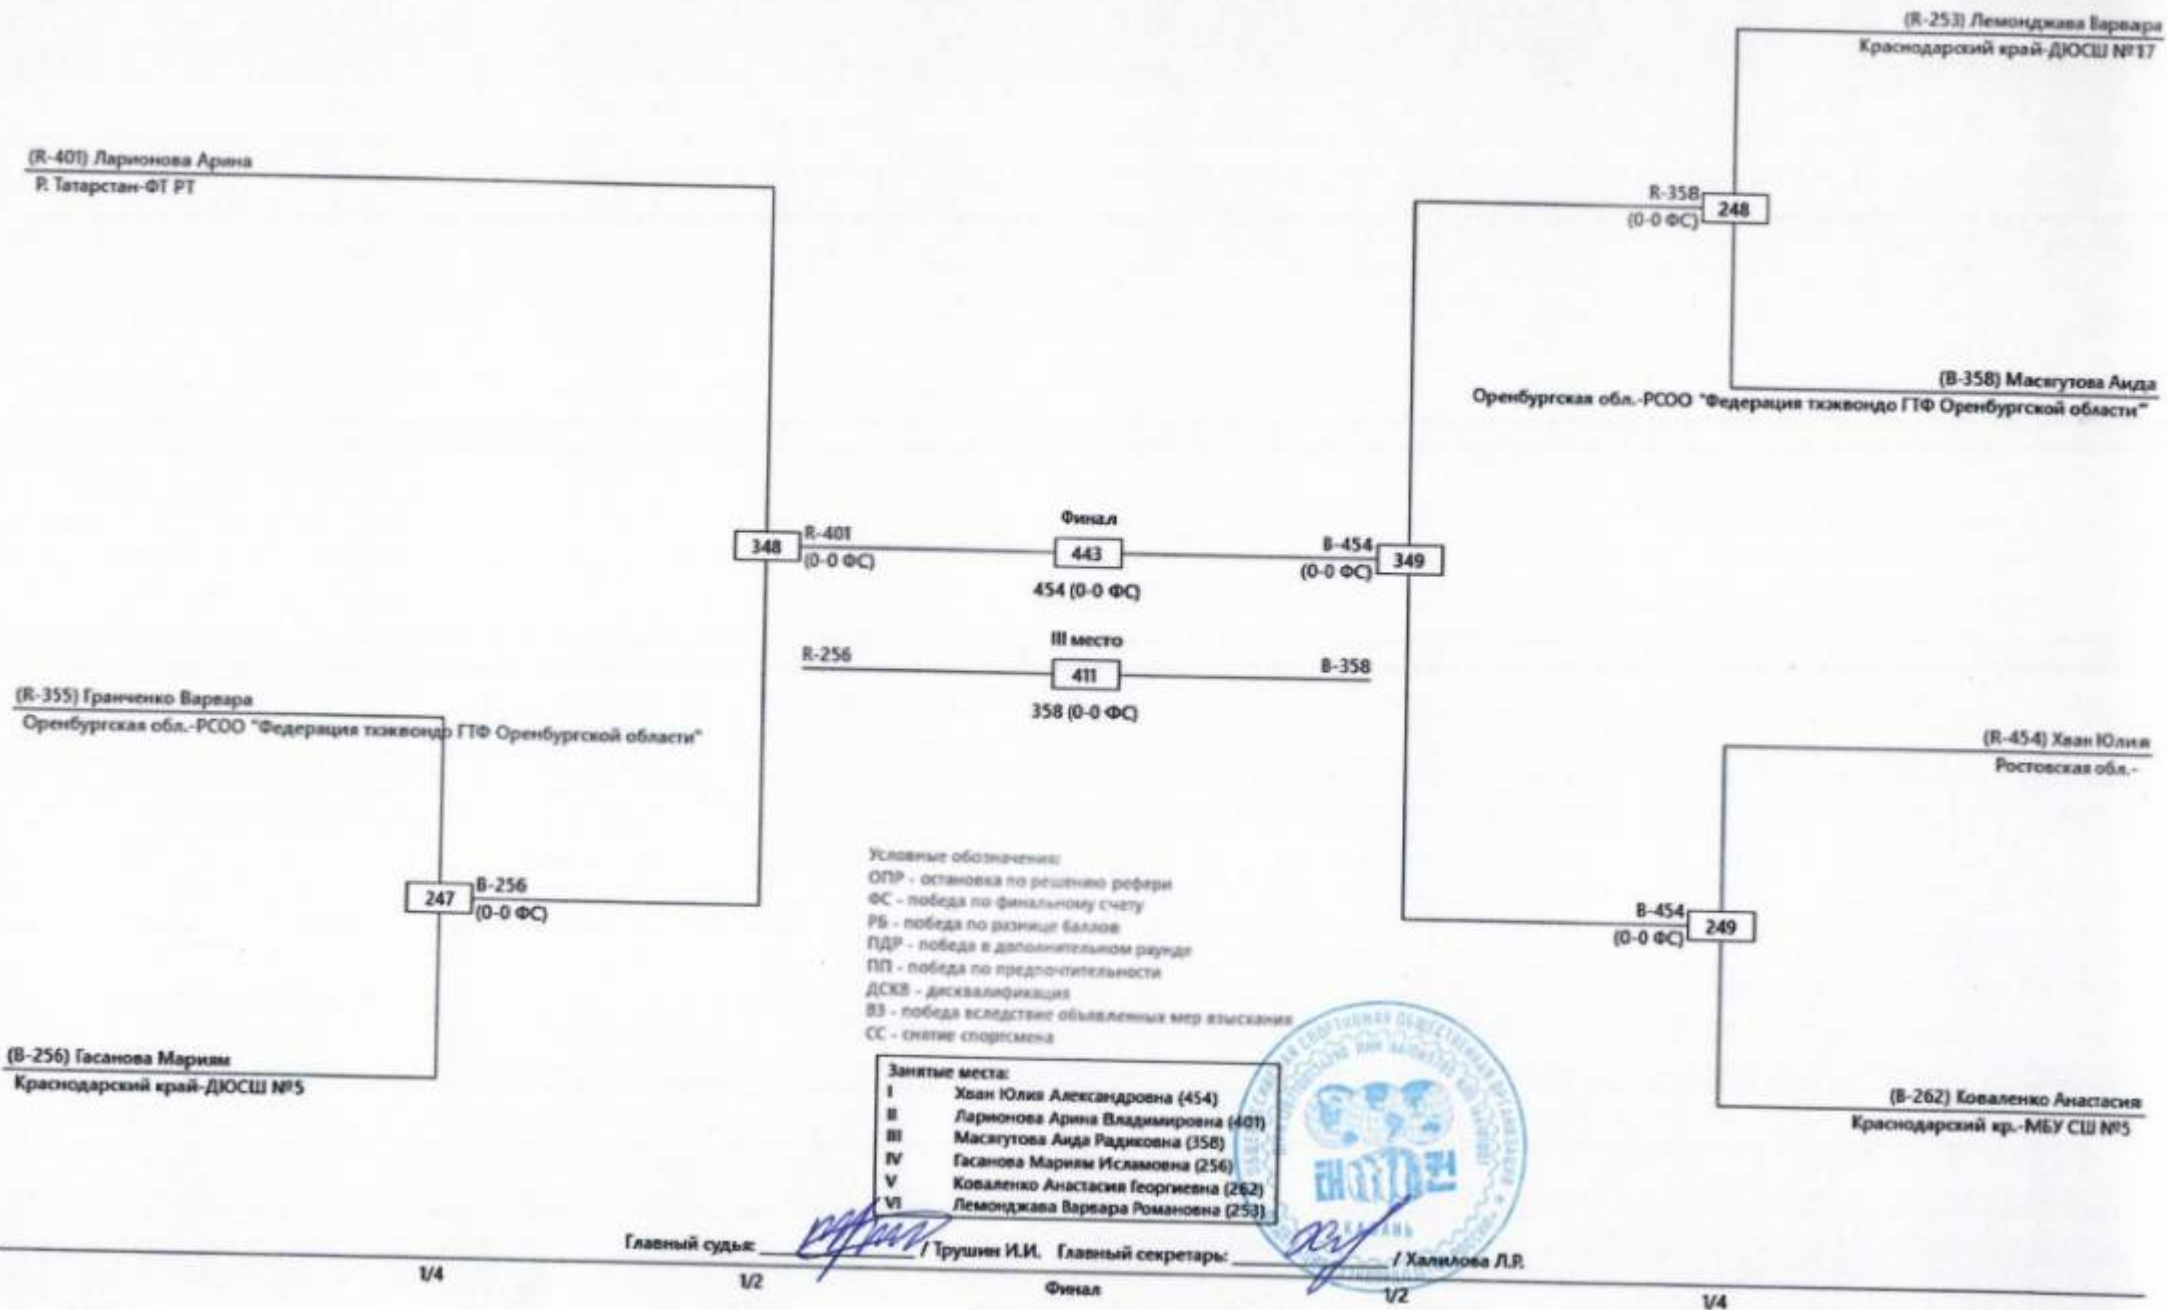 (R-253) Лемонджава Варвара
Краснодарский край-ДЮСШ №17
(R-401) Ларионова Арина
Р. Татарстан-ФТ РТ
R-358
(0-0 ФС)
248
(B-358) Масягутова Аида
Оренбургская обл.-РСОО "Федерация тхэквондо ГТФ Оренбургской области"
348
R-401
(0-0 ФС)
Финал
443
454 (0-0 ФС)
B-454
(0-0 ФС)
349
III место
R-256
411
B-358
358 (0-0 ФС)
(R-355) Гранченко Варвара
Оренбургская обл.-РСОО "Федерация тхэквондо ГТФ Оренбургской области"
(R-454) Хван Юлия
Ростовская обл.-
247
B-256
(0-0 ФС)
B-454
(0-0 ФС)
249
Условные обозначения:
ОПР - остановка по решению рефери
ФС - победа по финальному счету
РБ - победа по разнице баллов
ПДР - победа в дополнительном раунде
ПП - победа по предпочтительности
ДСКВ - дисквалификация
ВЗ - победа вследствие объявленных мер взыскания
СС - снятие спортсмена
(B-256) Гасанова Мариям
Краснодарский край-ДЮСШ №5
(B-262) Коваленко Анастасия
Краснодарский кр.-МБУ СШ №5
Занятые места:
I Хван Юлия Александровна (454)
II Ларионова Арина Владимировна (401)
III Масягутова Аида Радиковна (358)
IV Гасанова Мариям Исламовна (256)
V Коваленко Анастасия Георгиевна (262)
VI Лемонджава Варвара Романовна (253)
КАЗАНЬ
Главный судья: / Трушин И.И. Главный секретарь: / Халилова Л.Р.
1/4 1/2 Финал 1/2 1/4